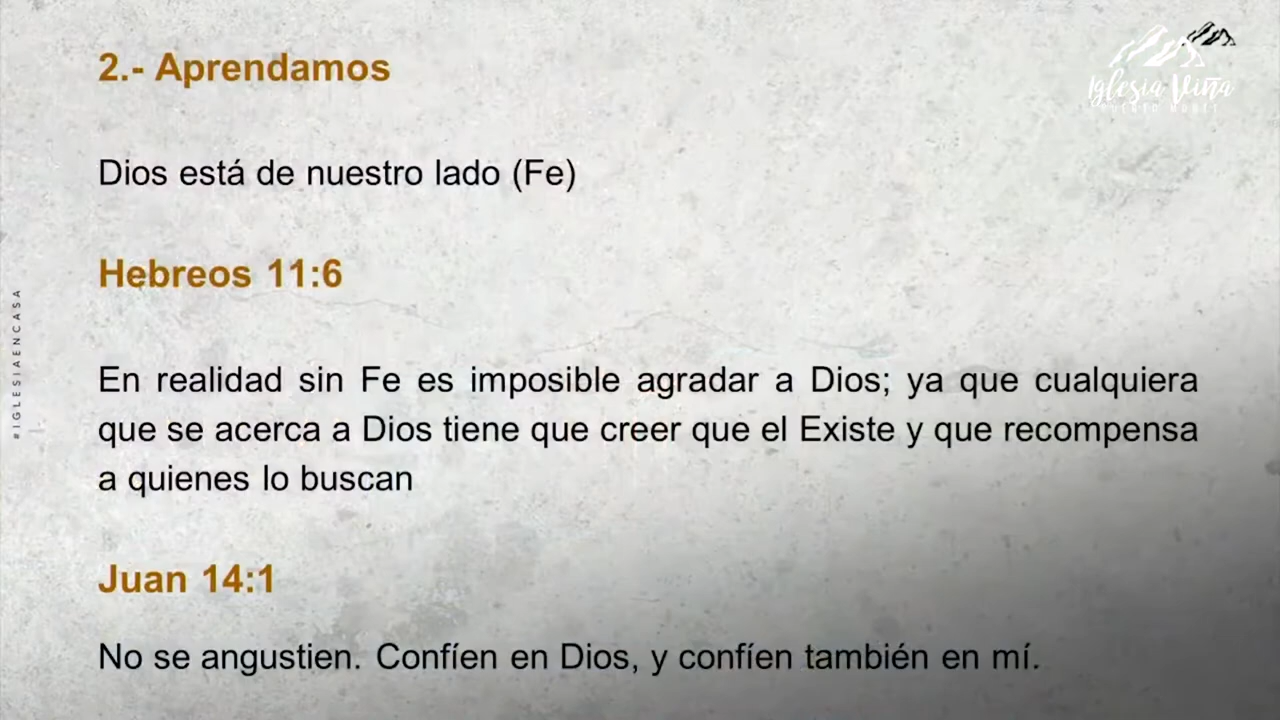 2.- Aprendamos
Iglesia Viña
Dios está de nuestro lado (Fe)
Hebreos 11:6
#IGLESIAENCASA
En realidad sin Fe es imposible agradar a Dios; ya que cualquiera
que se acerca a Dios tiene que creer que el Existe y que recompensa
a quienes lo buscan
Juan 14:1
No se angustien. Confíen en Dios, y confíen también en mí.